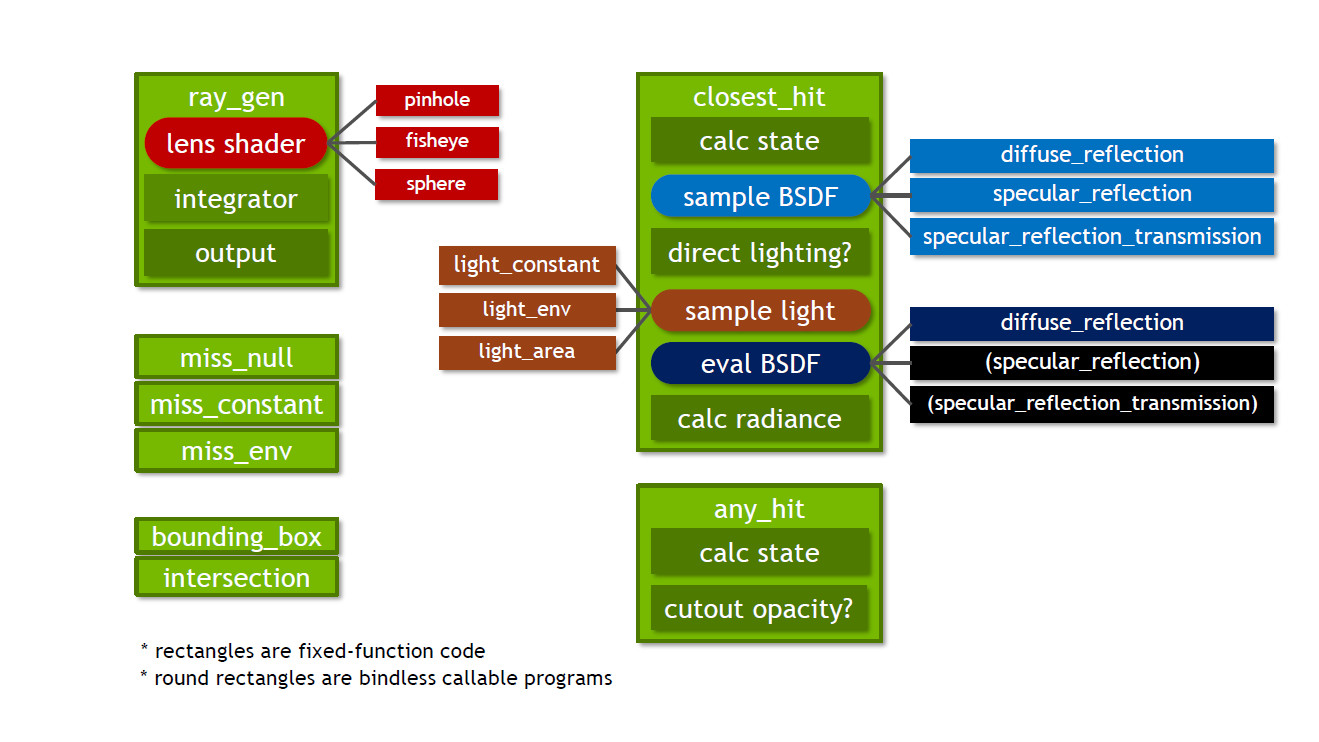 ray_gen
lens shader
integrator
output
pinhole
fisheye
sphere
miss_null
miss_constant
miss_env
bounding_box
intersection
closest_hit
calc state
sample BSDF
direct lighting?
sample light
eval BSDF
calc radiance
diffuse_reflection
specular_reflection
specular_reflection_transmission
light_constant
light_env
light_area
diffuse_reflection
(specular_reflection)
(specular_reflection_transmission)
any_hit
calc state
cutout opacity?
* rectangles are fixed-function code
* round rectangles are bindless callable programs